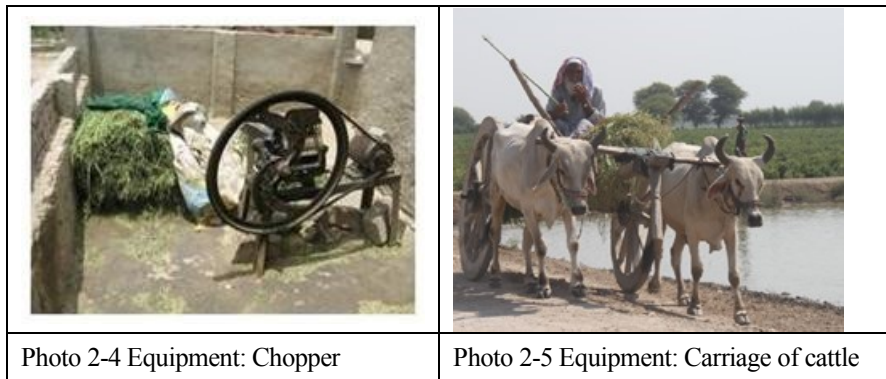 Photo 2-4 Equipment: Chopper
Photo 2-5 Equipment: Carriage of cattle